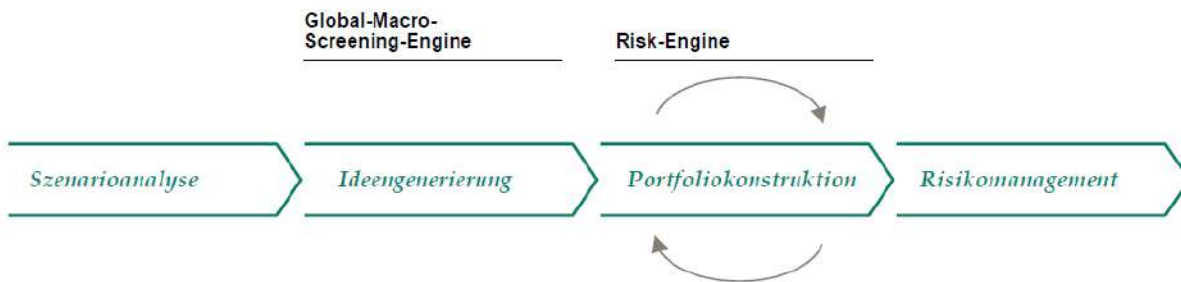 Global-Macro-
Screening-Engine
Risk-Engine
Szenarioanalyse
Ideengenerierung
Portfoliokonstruktion
Risikomanagement